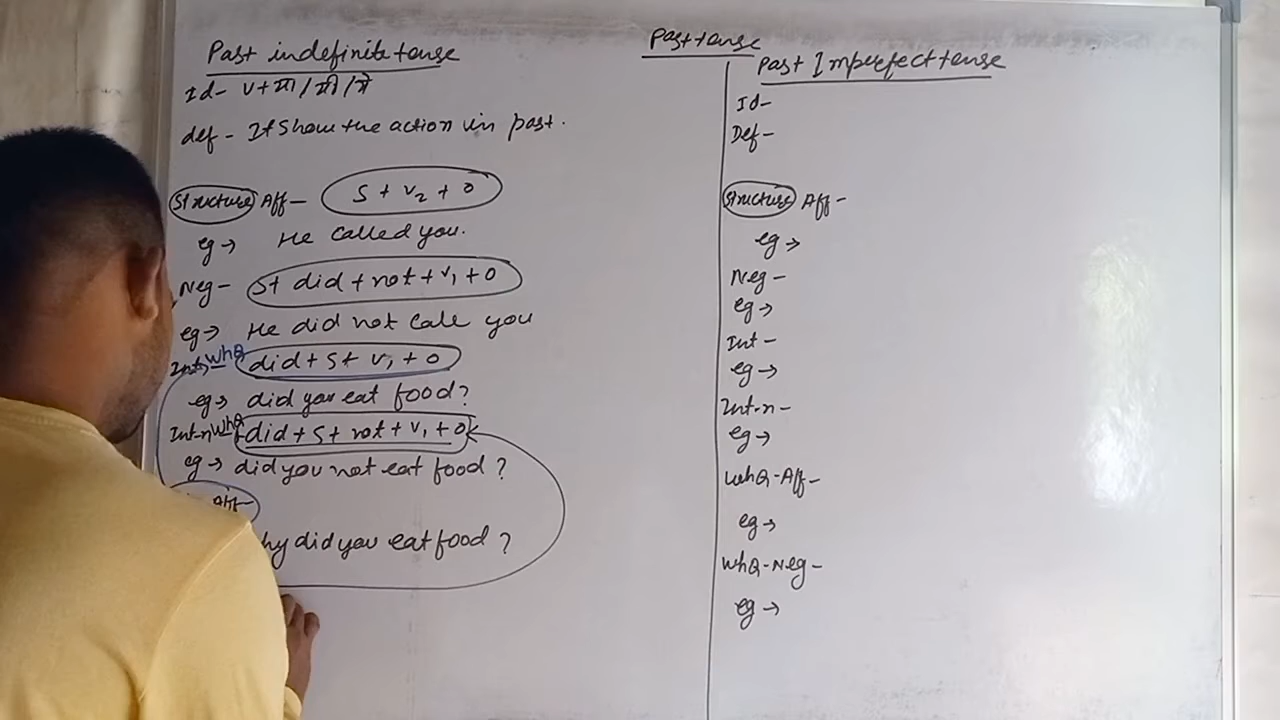 Past tense
Past indefinite tense
Id- V+या/यी/ये
def- It Show the action in past.
Structure Aff- S + V2 + O
eg→ He called you.
Neg- S+ did + not + V1 + O
eg→ He did not cale you
Int- WhQ did + S + V1 + O
eg→ did you eat food?
Int-n WhQ + did + S + not + V1 + O
eg→ did you not eat food?
Aff-
hy did you eat food?
Past Imperfect tense
Id-
Def-
Structure Aff-
eg→
Neg-
eg→
Int-
eg→
Int-n-
eg→
WhQ-Aff-
eg→
WhQ-Neg-
eg→